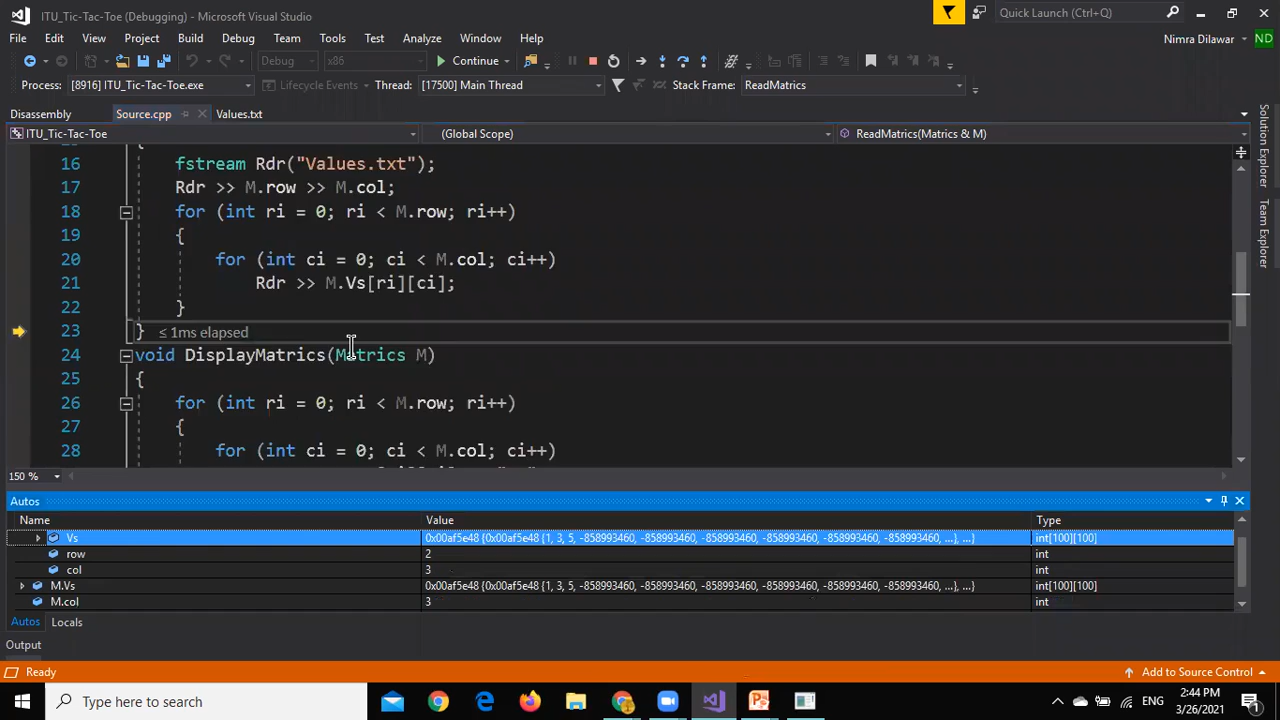 ITU_Tic-Tac-Toe (Debugging) - Microsoft Visual Studio
Quick Launch (Ctrl+Q)
File Edit View Project Build Debug Team Tools Test Analyze Window Help
Nimra Dilawar ND
Debug x86 Continue
Process: [8916] ITU_Tic-Tac-Toe.exe Lifecycle Events Thread: [17500] Main Thread Stack Frame: ReadMatrics
Disassembly Source.cpp Values.txt
ITU_Tic-Tac-Toe (Global Scope) ReadMatrics(Matrics & M)
{
16 fstream Rdr("Values.txt");
17 Rdr >> M.row >> M.col;
18 for (int ri = 0; ri < M.row; ri++)
19 {
20 for (int ci = 0; ci < M.col; ci++)
21 Rdr >> M.Vs[ri][ci];
22 }
23 } ≤ 1ms elapsed
24 void DisplayMatrics(Matrics M)
25 {
26 for (int ri = 0; ri < M.row; ri++)
27 {
28 for (int ci = 0; ci < M.col; ci++)
150 %
Solution Explorer
Team Explorer
Autos
Name Value Type
Vs 0x00af5e48 {0x00af5e48 {1, 3, 5, -858993460, -858993460, -858993460, -858993460, -858993460, -858993460, ...}, ...} int[100][100]
row 2 int
col 3 int
M.Vs 0x00af5e48 {0x00af5e48 {1, 3, 5, -858993460, -858993460, -858993460, -858993460, -858993460, -858993460, ...}, ...} int[100][100]
M.col 3 int
Autos Locals
Output
Ready Add to Source Control
Type here to search
ENG
2:44 PM
3/26/2021